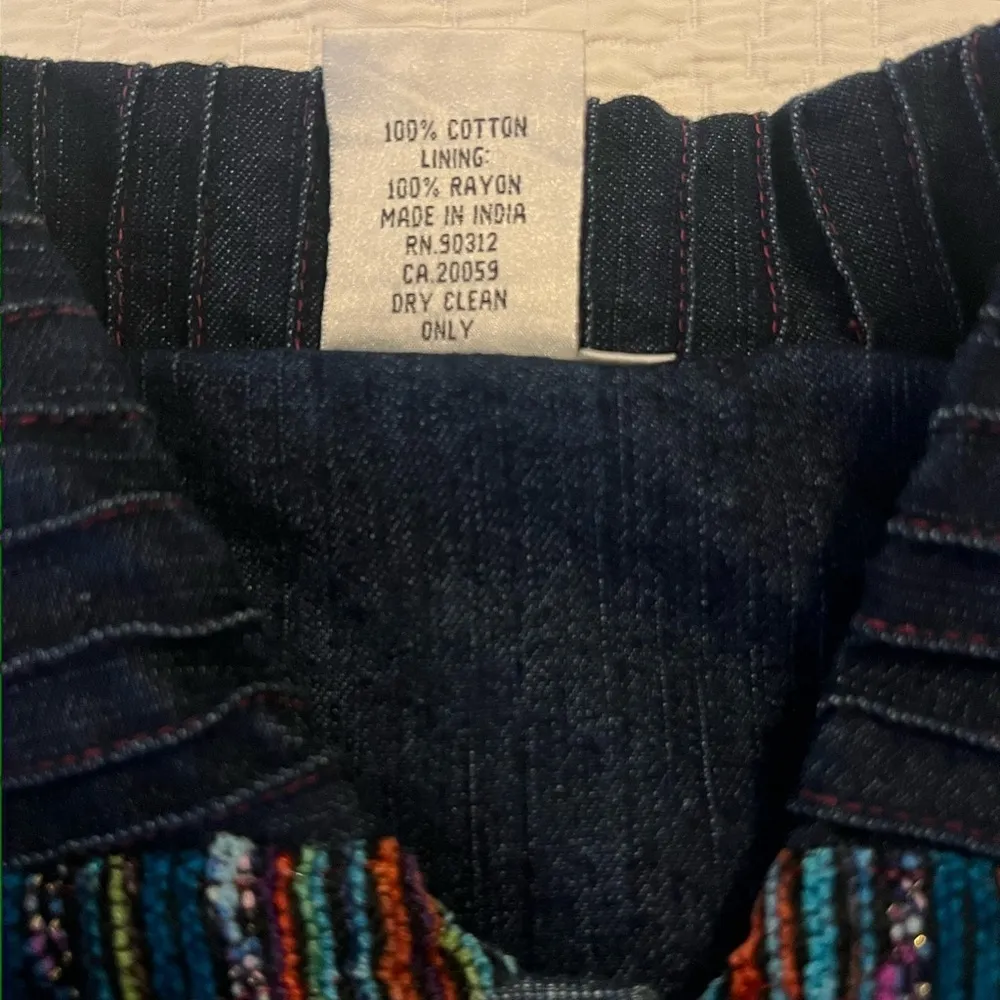 100% COTTON
LINING:
100% RAYON
MADE IN INDIA
RN.90312
CA.20059
DRY CLEAN
ONLY